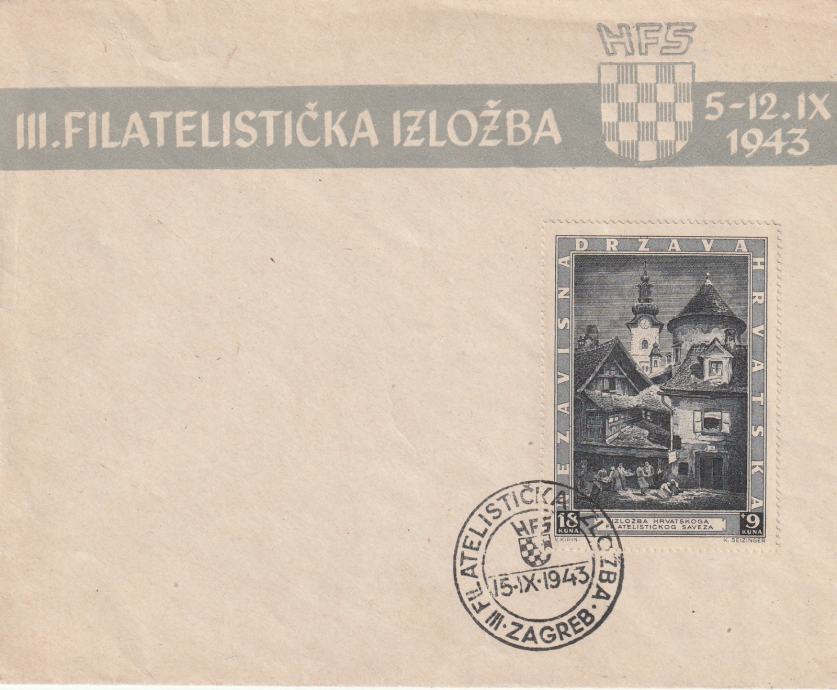 HFS
III. FILATELISTIČKA IZLOŽBA
5-12. IX
1943
NEZAVISNA DRŽAVA HRVATSKA
18
KUNA
IZLOŽBA HRVATSKOGA
FILATELISTIČKOG SAVEZA
+9
KUNA
V. KIRIN
K. SEIZINGER
III FILATELISTIČKA IZLOŽBA · ZAGREB ·
HFS
15·IX·1943